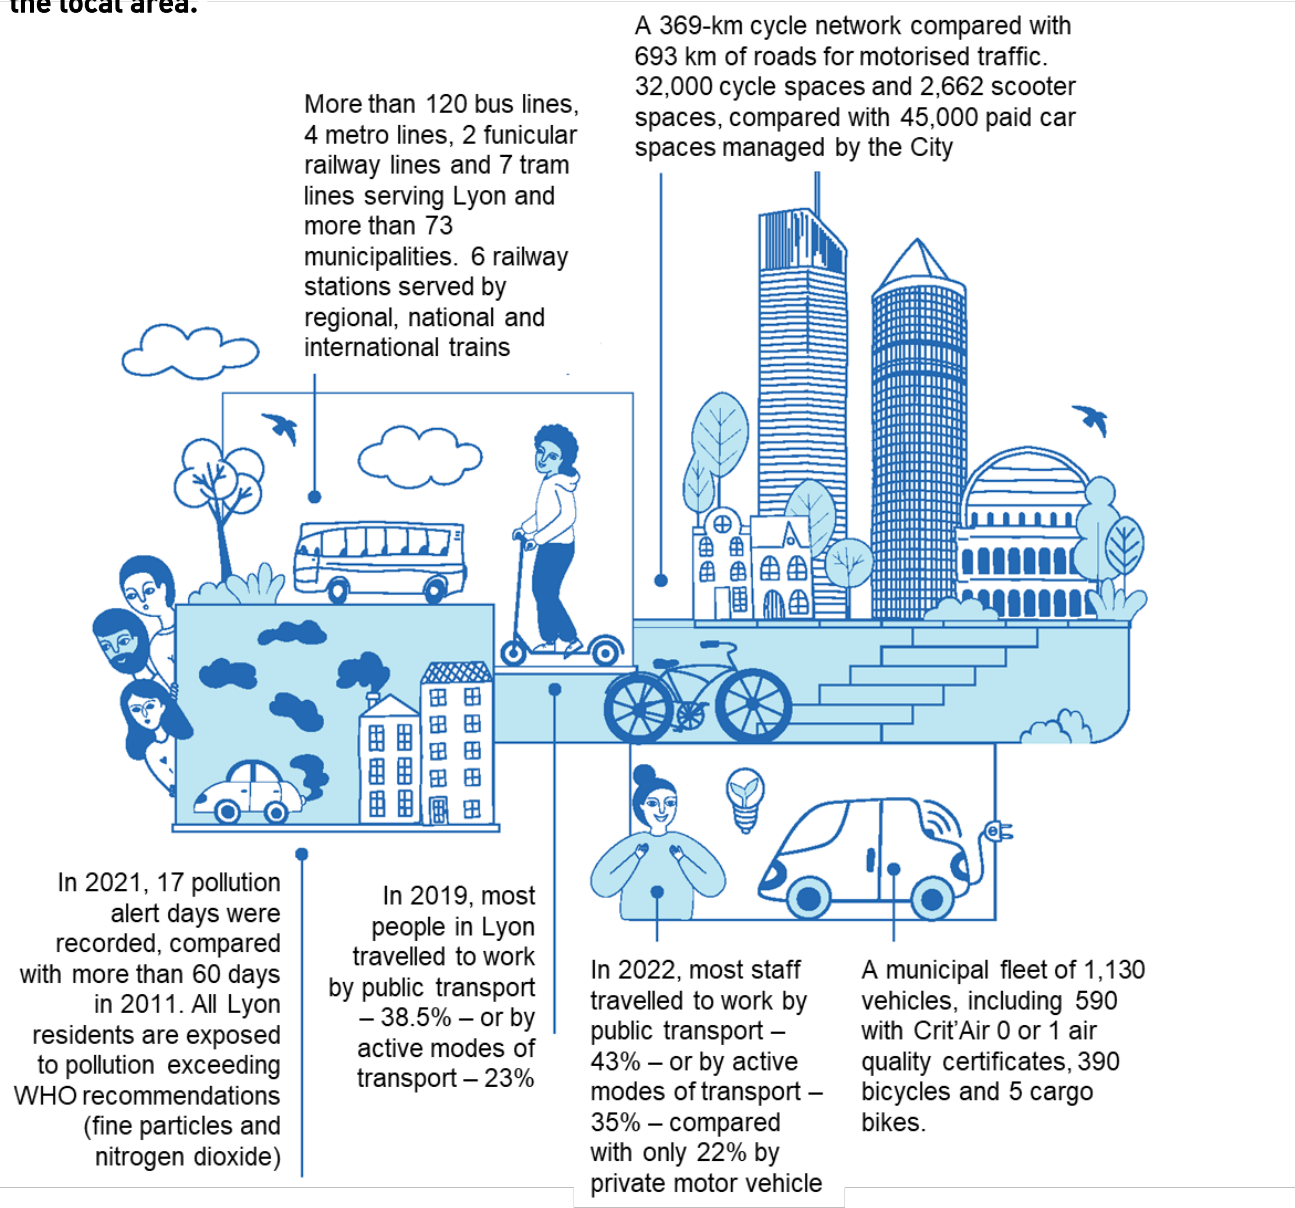 the local area.
A 369-km cycle network compared with
693 km of roads for motorised traffic.
32,000 cycle spaces and 2,662 scooter
spaces, compared with 45,000 paid car
spaces managed by the City
More than 120 bus lines,
4 metro lines, 2 funicular
railway lines and 7 tram
lines serving Lyon and
more than 73
municipalities. 6 railway
stations served by
regional, national and
international trains
In 2021, 17 pollution
alert days were
recorded, compared
with more than 60 days
in 2011. All Lyon
residents are exposed
to pollution exceeding
WHO recommendations
(fine particles and
nitrogen dioxide)
In 2019, most
people in Lyon
travelled to work
by public transport
– 38.5% – or by
active modes of
transport – 23%
In 2022, most staff
travelled to work by
public transport –
43% – or by active
modes of transport –
35% – compared
with only 22% by
private motor vehicle
A municipal fleet of 1,130
vehicles, including 590
with Crit’Air 0 or 1 air
quality certificates, 390
bicycles and 5 cargo
bikes.